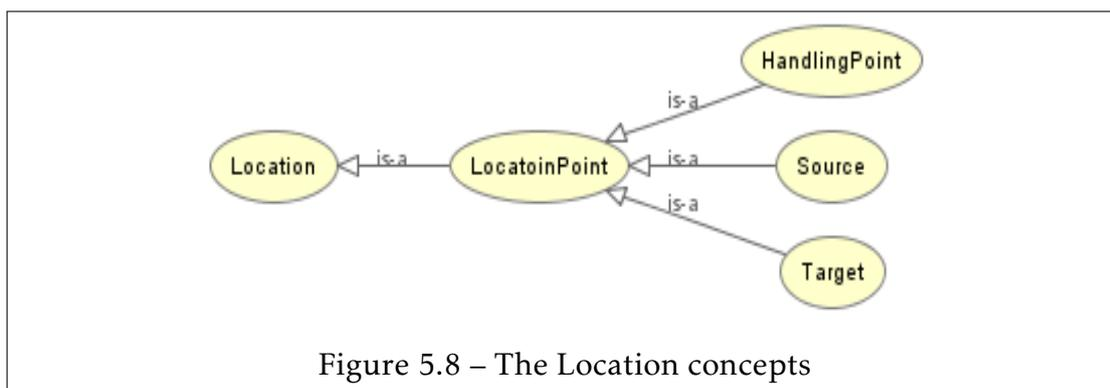 HandlingPoint
is-a
Location
is-a
LocatoinPoint
is-a
Source
is-a
Target
Figure 5.8 – The Location concepts